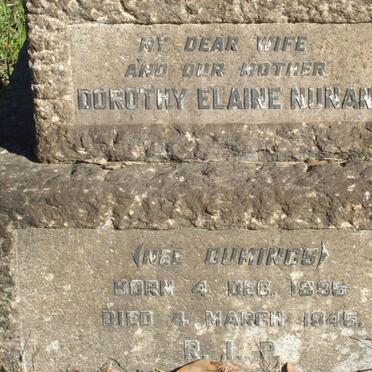 MY DEAR WIFE
AND OUR MOTHER
DOROTHY ELAINE NUNAN
(NEE CUMINGS)
BORN 4 DEC. 1895
DIED 4 MARCH 1945.
R. I. P.